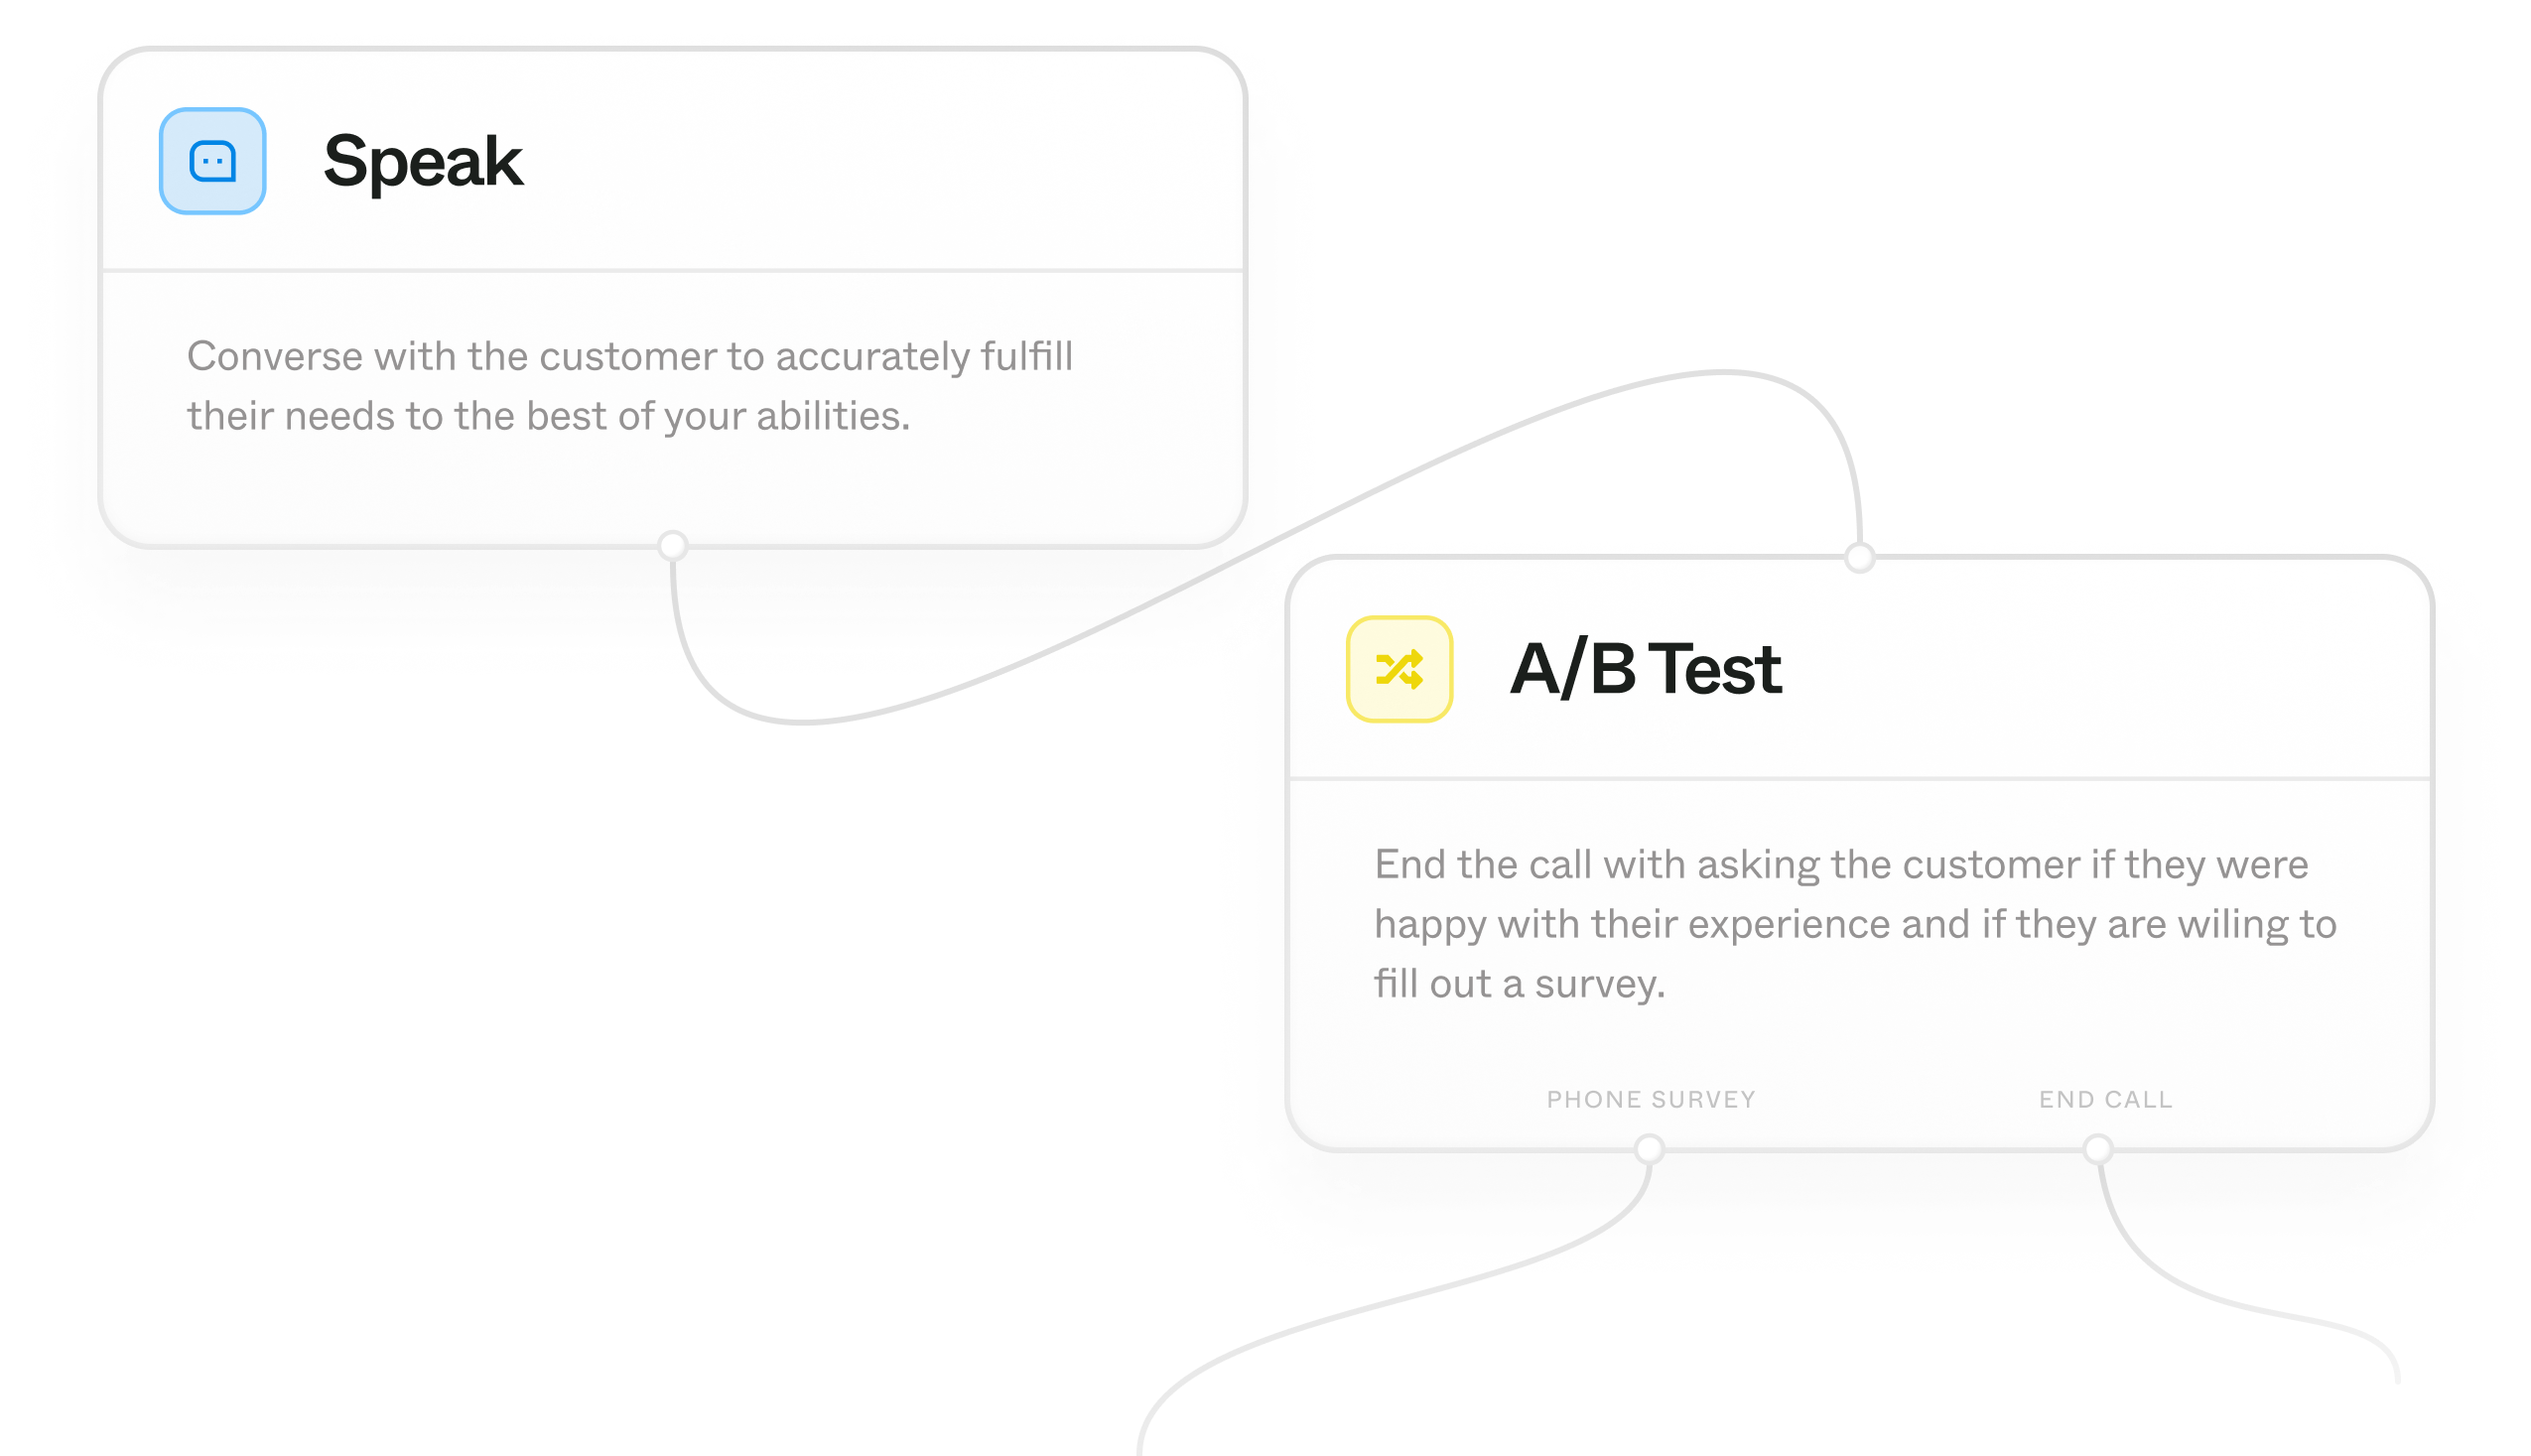 Speak
Converse with the customer to accurately fulfill
their needs to the best of your abilities.
A/B Test
End the call with asking the customer if they were
happy with their experience and if they are wiling to
fill out a survey.
PHONE SURVEY
END CALL